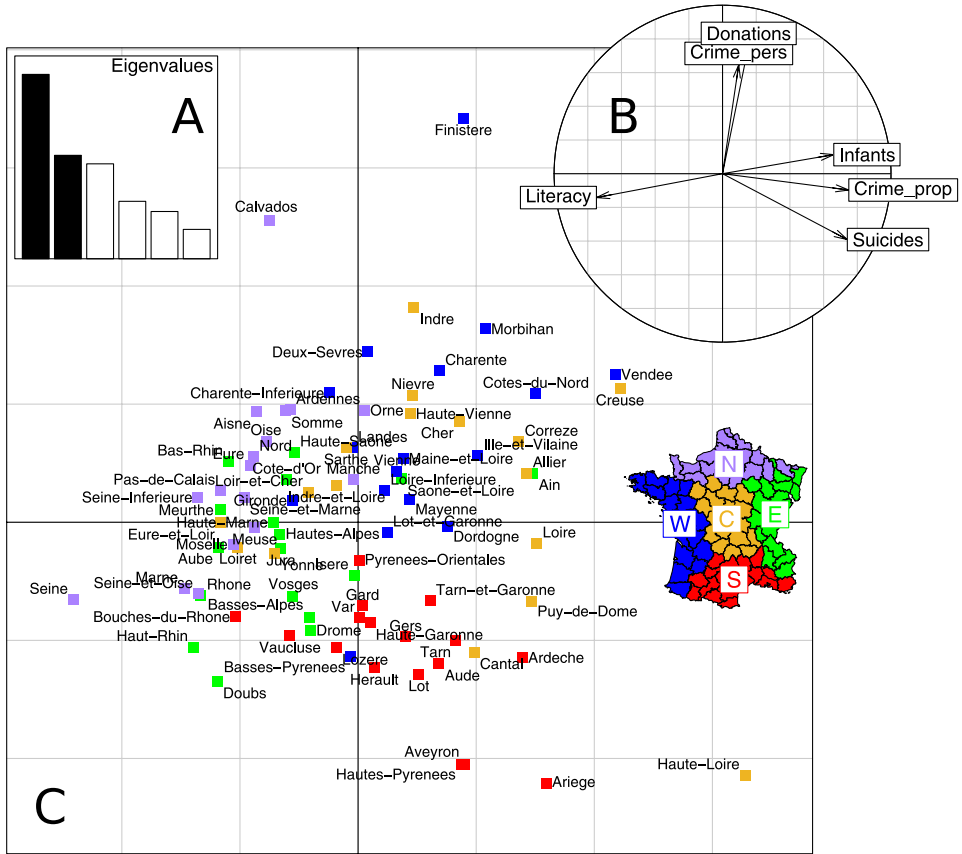 Eigenvalues
A
B
Donations
Crime_pers
Infants
Crime_prop
Literacy
Suicides
Finistere
Calvados
Indre
Morbihan
Deux-Sevres
Charente
Vendee
Creuse
Nievre
Cotes-du-Nord
Charente-Inferieure
Ardennes
Aisne
Somme
Orne
Haute-Vienne
Oise
Cher
Correze
Landes
Haute-Saône
Nord
Bas-Rhin
Eure
Ille-et-Vilaine
Sarthe
Vienne
Maine-et-Loire
Allier
Cote-d'Or
Manche
Pas-de-Calais
Loir-et-Cher
Loire-Inferieure
Ain
Saone-et-Loire
Seine-Inferieure
Gironde
Indre-et-Loire
Meurthe
Seine-et-Marne
Mayenne
Haute-Marne
Lot-et-Garonne
Eure-et-Loir
Hautes-Alpes
Dordogne
Loire
Moselle
Meuse
Aube
Loiret
Jura
Yonne
Isere
Pyrenees-Orientales
Marne
Seine-et-Oise
Seine
Rhone
Vosges
Gard
Tarn-et-Garonne
Basses-Alpes
Var
Puy-de-Dome
Bouches-du-Rhone
Gers
Drome
Haute-Garonne
Haut-Rhin
Vaucluse
Lozere
Tarn
Cantal
Ardeche
Basses-Pyrenees
Herault
Aude
Lot
Doubs
Aveyron
Hautes-Pyrenees
Ariege
Haute-Loire
N
W
C
E
S
C